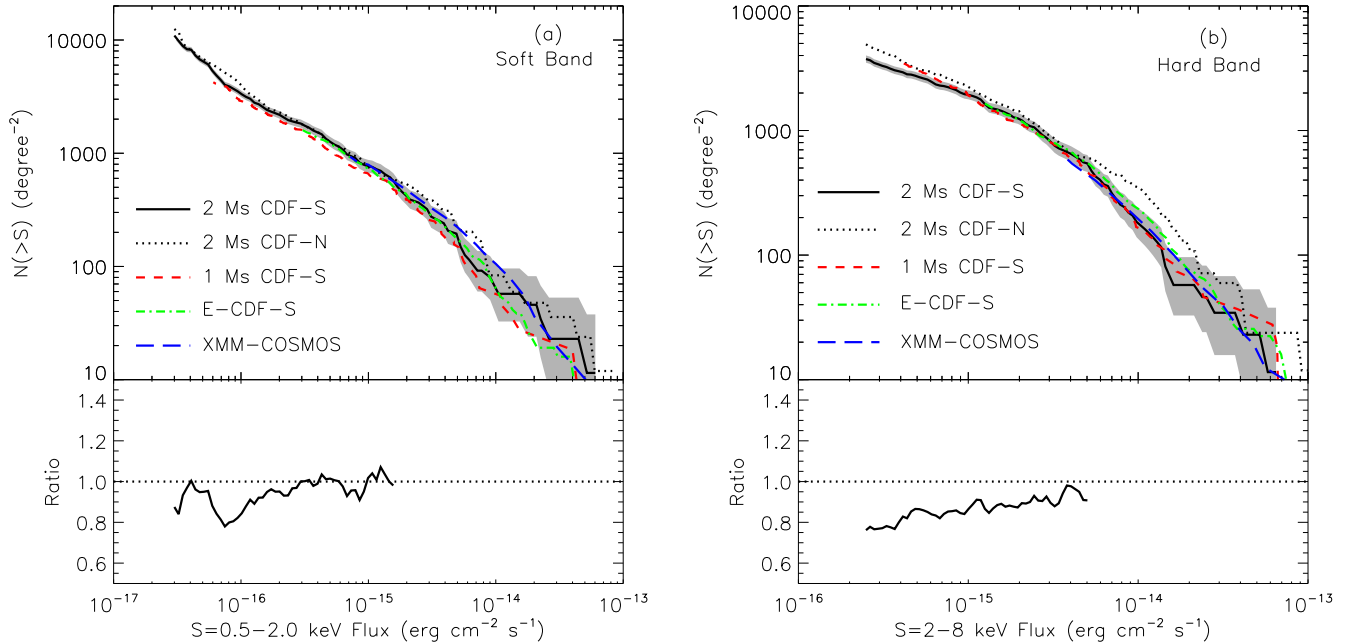 (a)
Soft Band
10000
1000
100
10
N(>S) (degree⁻²)
2 Ms CDF-S
2 Ms CDF-N
1 Ms CDF-S
E-CDF-S
XMM-COSMOS
1.4
1.2
1.0
0.8
0.6
Ratio
10⁻¹⁷
10⁻¹⁶
10⁻¹⁵
10⁻¹⁴
10⁻¹³
S=0.5-2.0 keV Flux (erg cm⁻² s⁻¹)
(b)
Hard Band
10000
1000
100
10
N(>S) (degree⁻²)
2 Ms CDF-S
2 Ms CDF-N
1 Ms CDF-S
E-CDF-S
XMM-COSMOS
1.4
1.2
1.0
0.8
0.6
Ratio
10⁻¹⁶
10⁻¹⁵
10⁻¹⁴
10⁻¹³
S=2-8 keV Flux (erg cm⁻² s⁻¹)